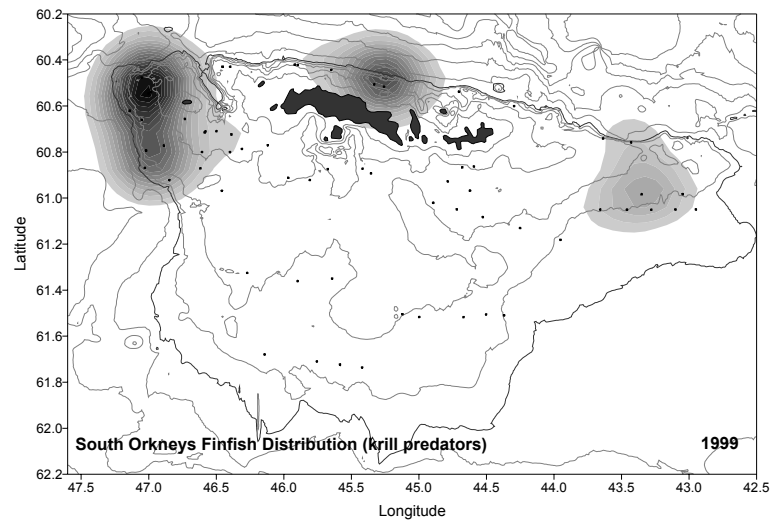 60.2
60.4
60.6
60.8
61.0
61.2
61.4
61.6
61.8
62.0
62.2
Latitude
South Orkneys Finfish Distribution (krill predators) 1999
47.5 47.0 46.5 46.0 45.5 45.0 44.5 44.0 43.5 43.0 42.5
Longitude